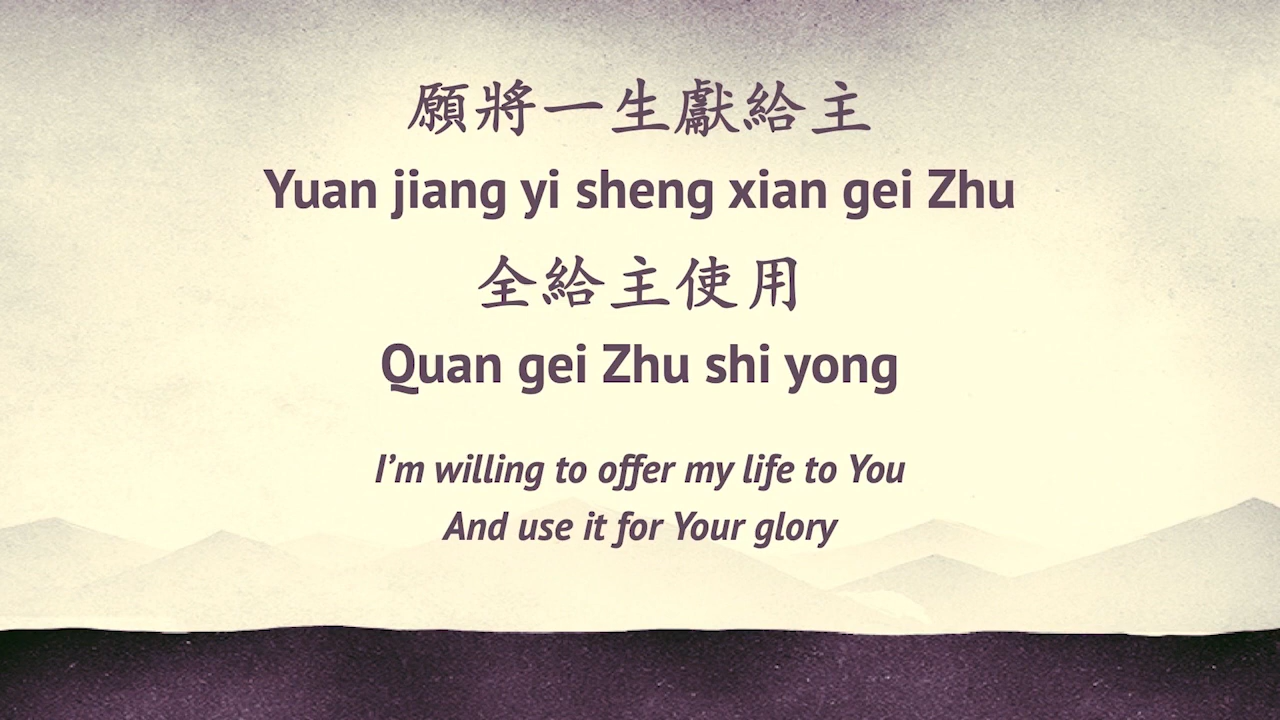 願將一生獻給主
Yuan jiang yi sheng xian gei Zhu
全給主使用
Quan gei Zhu shi yong
I’m willing to offer my life to You
And use it for Your glory